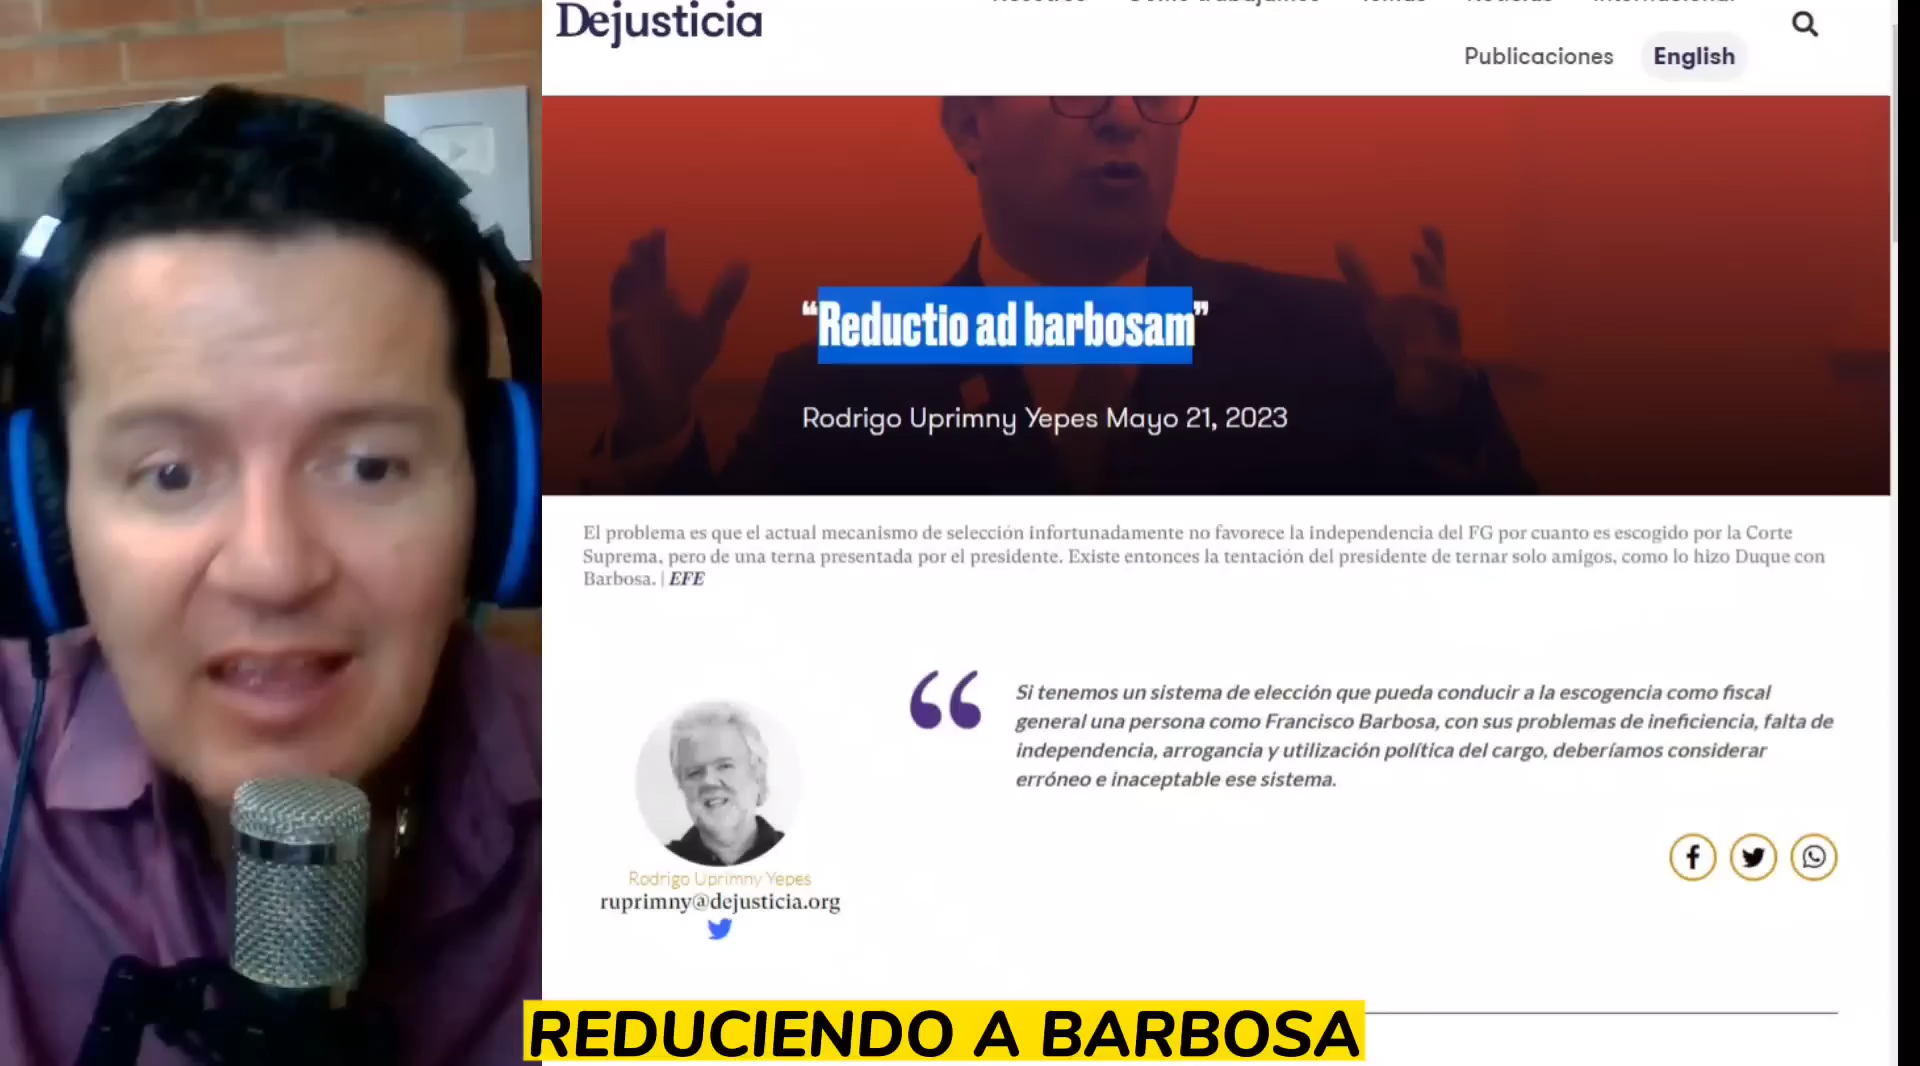 Dejusticia
Publicaciones
English
“Reductio ad barbosam”
Rodrigo Uprimny Yepes Mayo 21, 2023
El problema es que el actual mecanismo de selección infortunadamente no favorece la independencia del FG por cuanto es escogido por la Corte
Suprema, pero de una terna presentada por el presidente. Existe entonces la tentación del presidente de ternar solo amigos, como lo hizo Duque con
Barbosa. | EFE
Si tenemos un sistema de elección que pueda conducir a la escogencia como fiscal
general una persona como Francisco Barbosa, con sus problemas de ineficiencia, falta de
independencia, arrogancia y utilización política del cargo, deberíamos considerar
erróneo e inaceptable ese sistema.
Rodrigo Uprimny Yepes
ruprimny@dejusticia.org
REDUCIENDO A BARBOSA